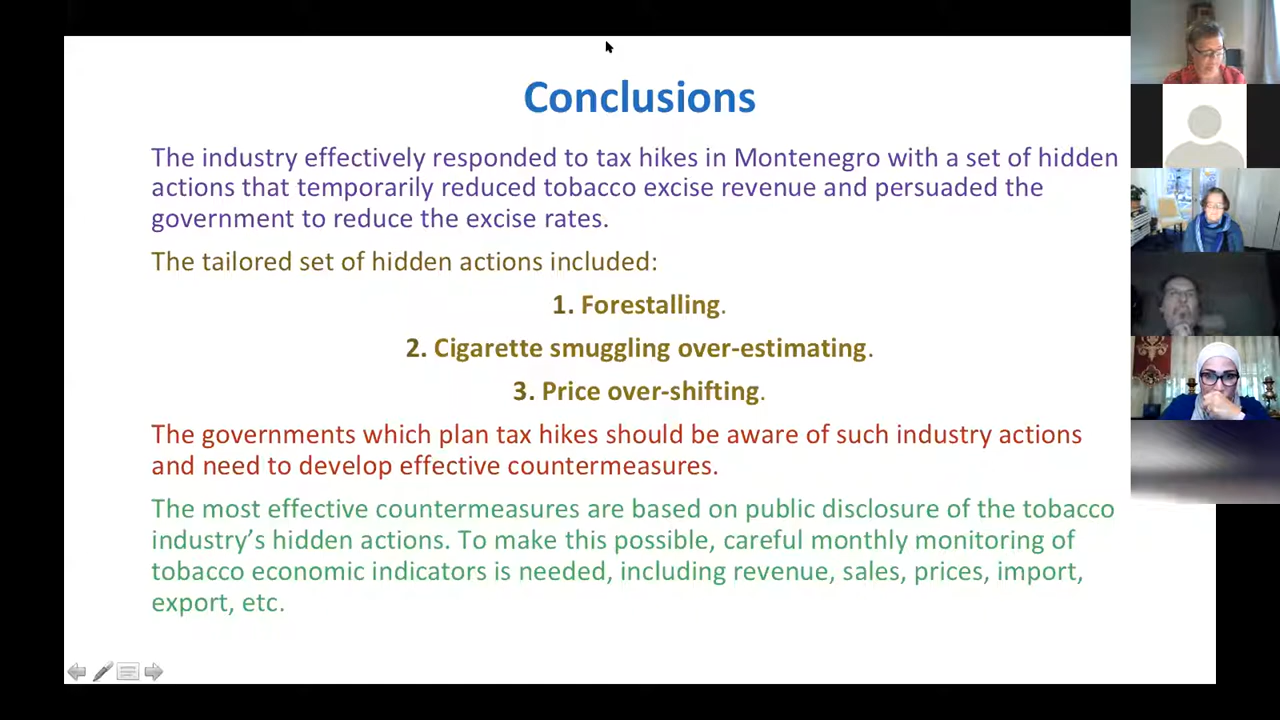 Conclusions
The industry effectively responded to tax hikes in Montenegro with a set of hidden
actions that temporarily reduced tobacco excise revenue and persuaded the
government to reduce the excise rates.
The tailored set of hidden actions included:
1. Forestalling.
2. Cigarette smuggling over-estimating.
3. Price over-shifting.
The governments which plan tax hikes should be aware of such industry actions
and need to develop effective countermeasures.
The most effective countermeasures are based on public disclosure of the tobacco
industry’s hidden actions. To make this possible, careful monthly monitoring of
tobacco economic indicators is needed, including revenue, sales, prices, import,
export, etc.